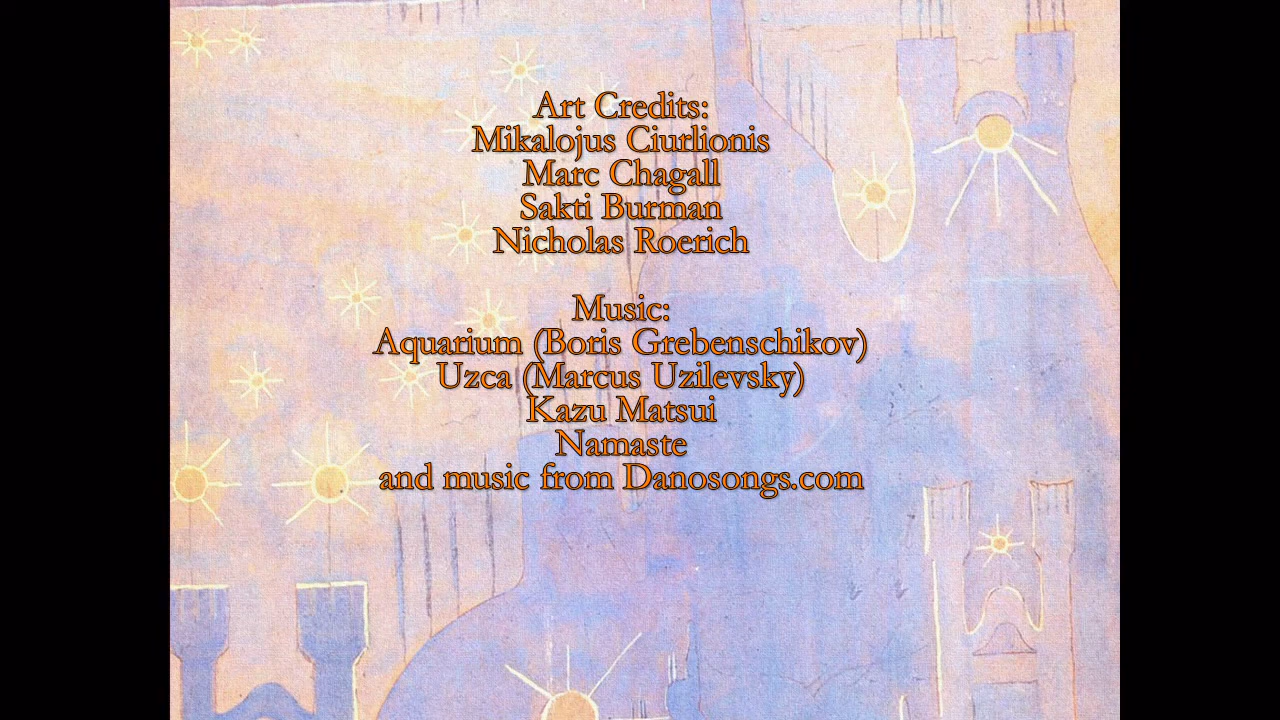 Art Credits:
Mikalojus Ciurlionis
Marc Chagall
Sakti Burman
Nicholas Roerich
Music:
Aquarium (Boris Grebenschikov)
Uzca (Marcus Uzilevsky)
Kazu Matsui
Namaste
and music from Danosongs.com